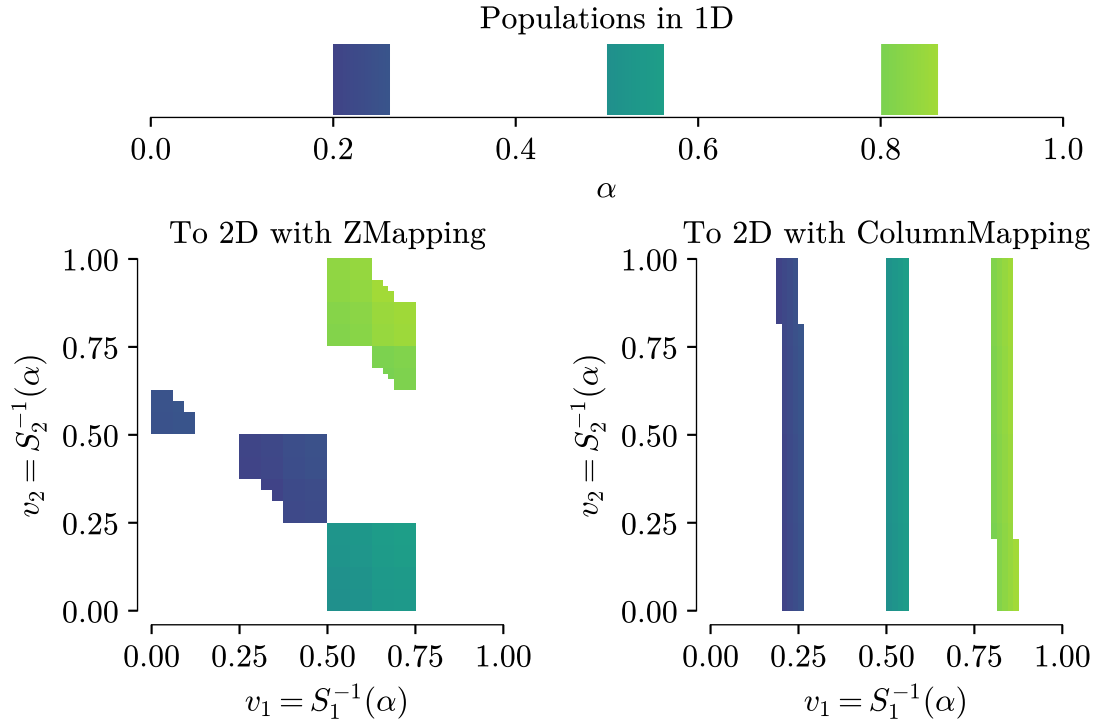 Populations in 1D
0.0 0.2 0.4 0.6 0.8 1.0
α
To 2D with ZMapping
1.00
0.75
0.50
0.25
0.00
v₂ = S₂⁻¹(α)
0.00 0.25 0.50 0.75 1.00
v₁ = S₁⁻¹(α)
To 2D with ColumnMapping
1.00
0.75
0.50
0.25
0.00
v₂ = S₂⁻¹(α)
0.00 0.25 0.50 0.75 1.00
v₁ = S₁⁻¹(α)